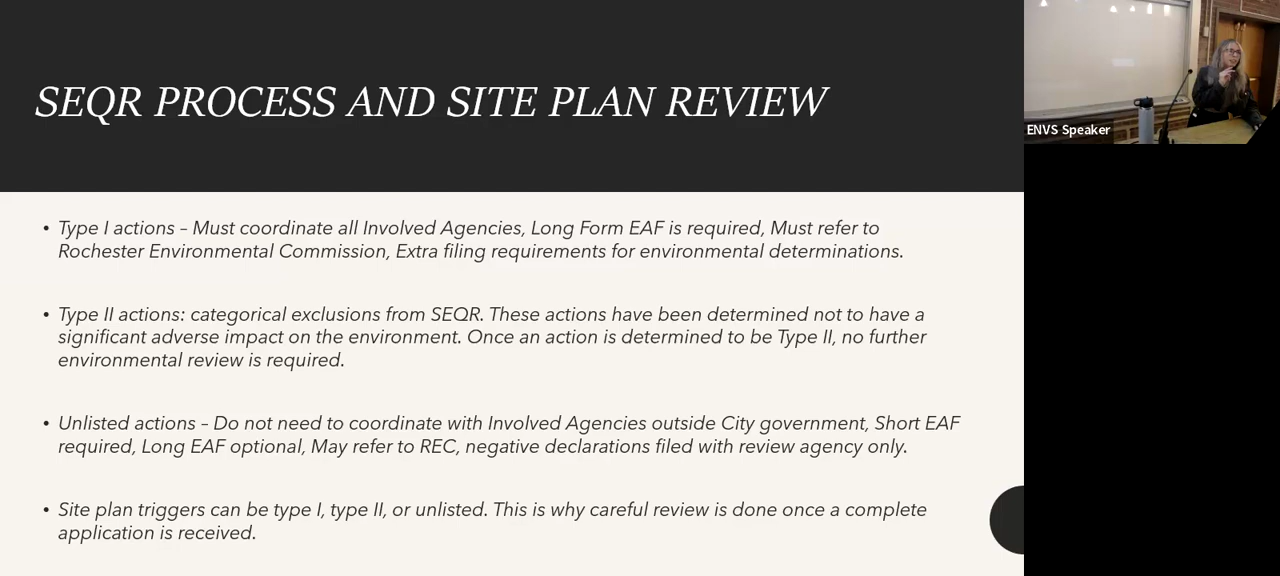 SEQR PROCESS AND SITE PLAN REVIEW
• Type I actions – Must coordinate all Involved Agencies, Long Form EAF is required, Must refer to
Rochester Environmental Commission, Extra filing requirements for environmental determinations.
• Type II actions: categorical exclusions from SEQR. These actions have been determined not to have a
significant adverse impact on the environment. Once an action is determined to be Type II, no further
environmental review is required.
• Unlisted actions – Do not need to coordinate with Involved Agencies outside City government, Short EAF
required, Long EAF optional, May refer to REC, negative declarations filed with review agency only.
• Site plan triggers can be type I, type II, or unlisted. This is why careful review is done once a complete
application is received.
ENVS Speaker